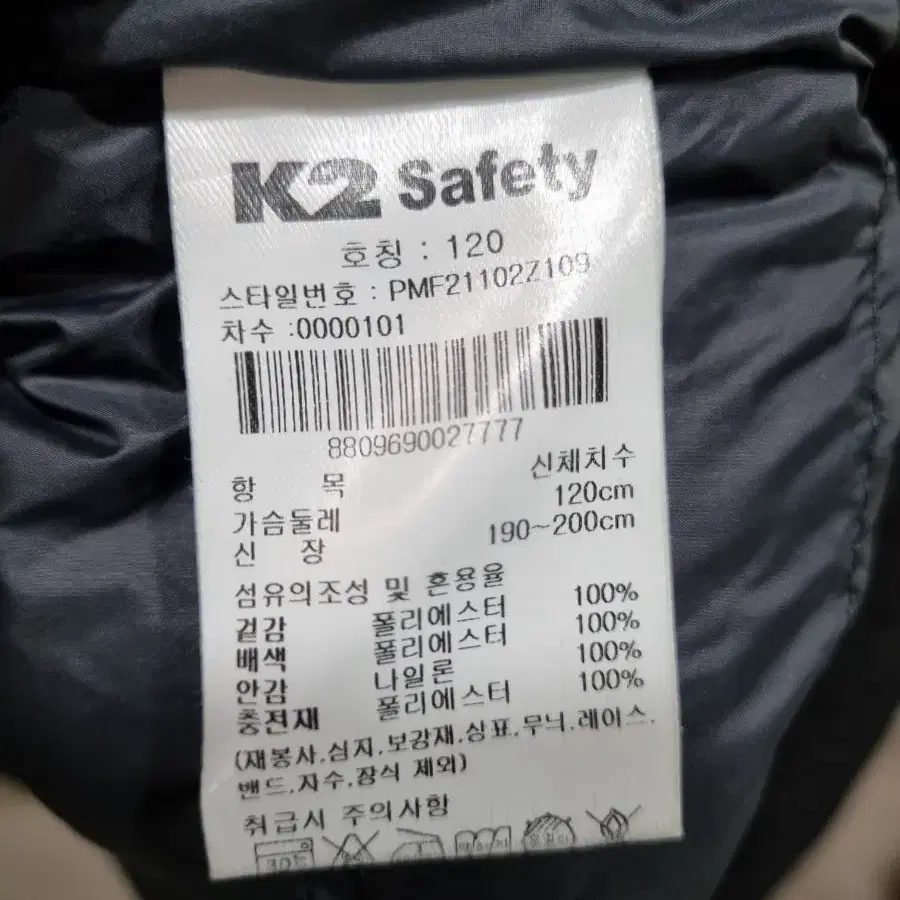 K2 Safety
호칭 : 120
스타일번호 : PMF21102Z109
차수 :0000101
8809690027777
항 목 신체치수
가슴둘레 120cm
신 장 190~200cm
섬유의조성 및 혼용율
겉감 폴리에스터 100%
배색 폴리에스터 100%
안감 나일론 100%
충전재 폴리에스터 100%
(재봉사.심지.보강재.상표.무늬.레이스.
밴드.자수.장식 제외)
취급시 주의사항
30℃